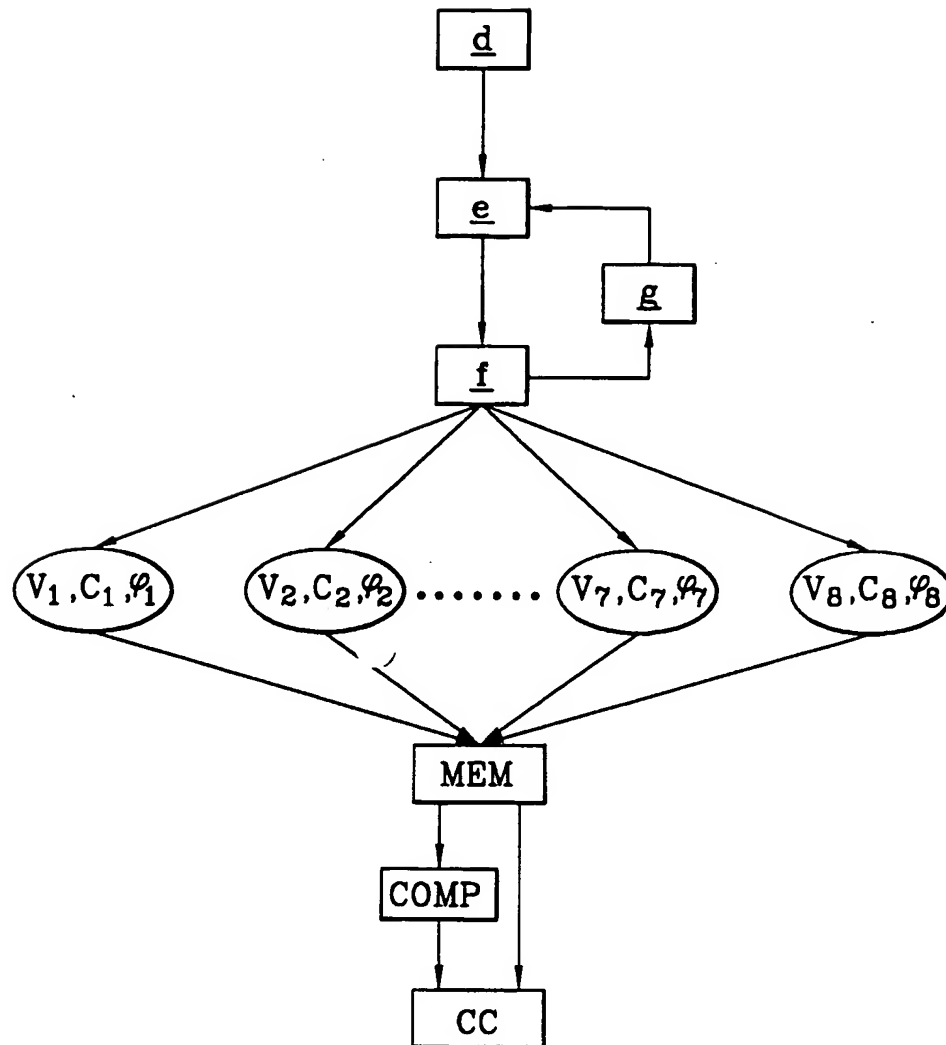 d
e
g
f
V₁,C₁,φ₁
V₂,C₂,φ₂ ....... V₇,C₇,φ₇
V₈,C₈,φ₈
MEM
COMP
CC